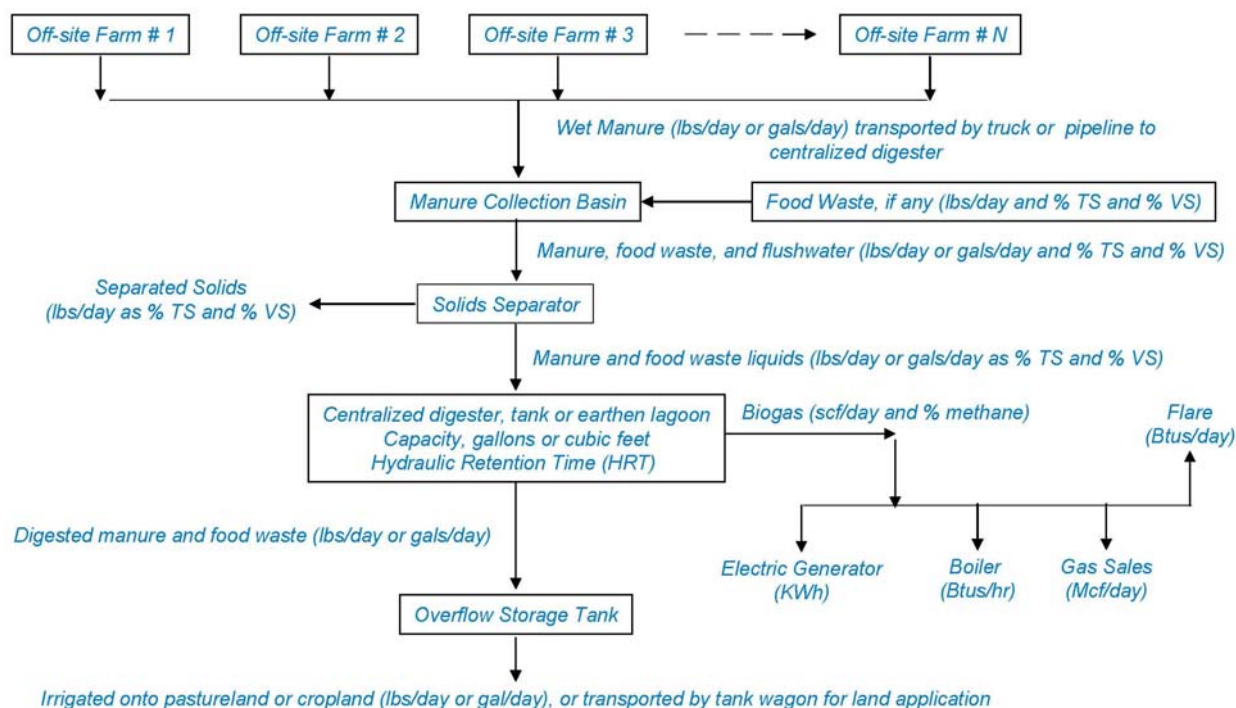 Off-site Farm # 1
Off-site Farm # 2
Off-site Farm # 3
Off-site Farm # N
Wet Manure (lbs/day or gals/day) transported by truck or pipeline to
centralized digester
Manure Collection Basin
Food Waste, if any (lbs/day and % TS and % VS)
Manure, food waste, and flushwater (lbs/day or gals/day and % TS and % VS)
Separated Solids
(lbs/day as % TS and % VS)
Solids Separator
Manure and food waste liquids (lbs/day or gals/day as % TS and % VS)
Centralized digester, tank or earthen lagoon
Capacity, gallons or cubic feet
Hydraulic Retention Time (HRT)
Biogas (scf/day and % methane)
Flare
(Btus/day)
Digested manure and food waste (lbs/day or gals/day)
Electric Generator
(KWh)
Boiler
(Btus/hr)
Gas Sales
(Mcf/day)
Overflow Storage Tank
Irrigated onto pastureland or cropland (lbs/day or gal/day), or transported by tank wagon for land application